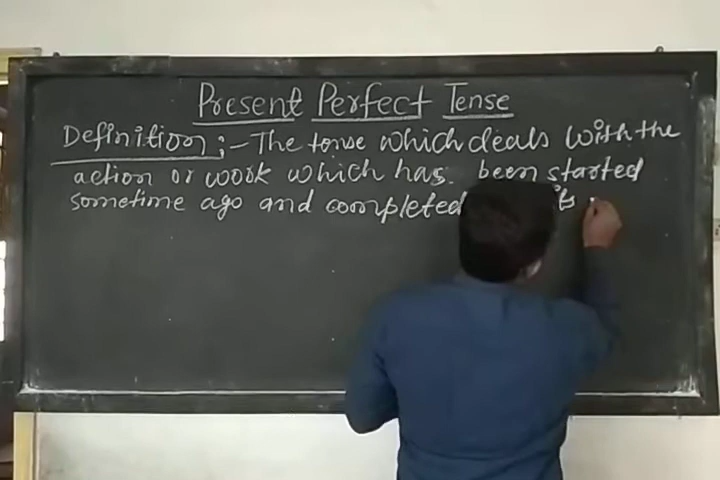 Present Perfect Tense
Definition :- The tense which deals with the
action or work which has been started
sometime ago and completed